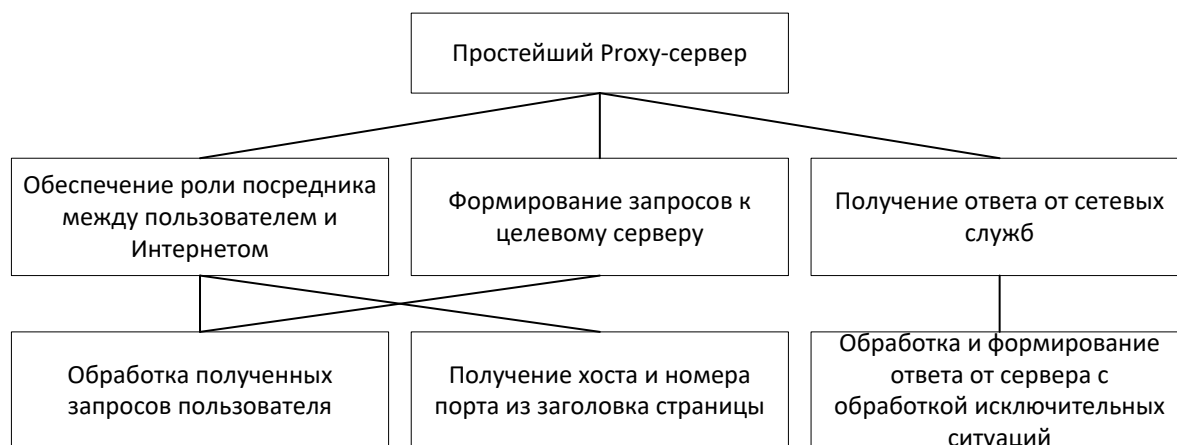 Простейший Proxy-сервер
Обеспечение роли посредника
между пользователем и
Интернетом
Формирование запросов к
целевому серверу
Получение ответа от сетевых
служб
Обработка полученных
запросов пользователя
Получение хоста и номера
порта из заголовка страницы
Обработка и формирование
ответа от сервера с
обработкой исключительных
ситуаций